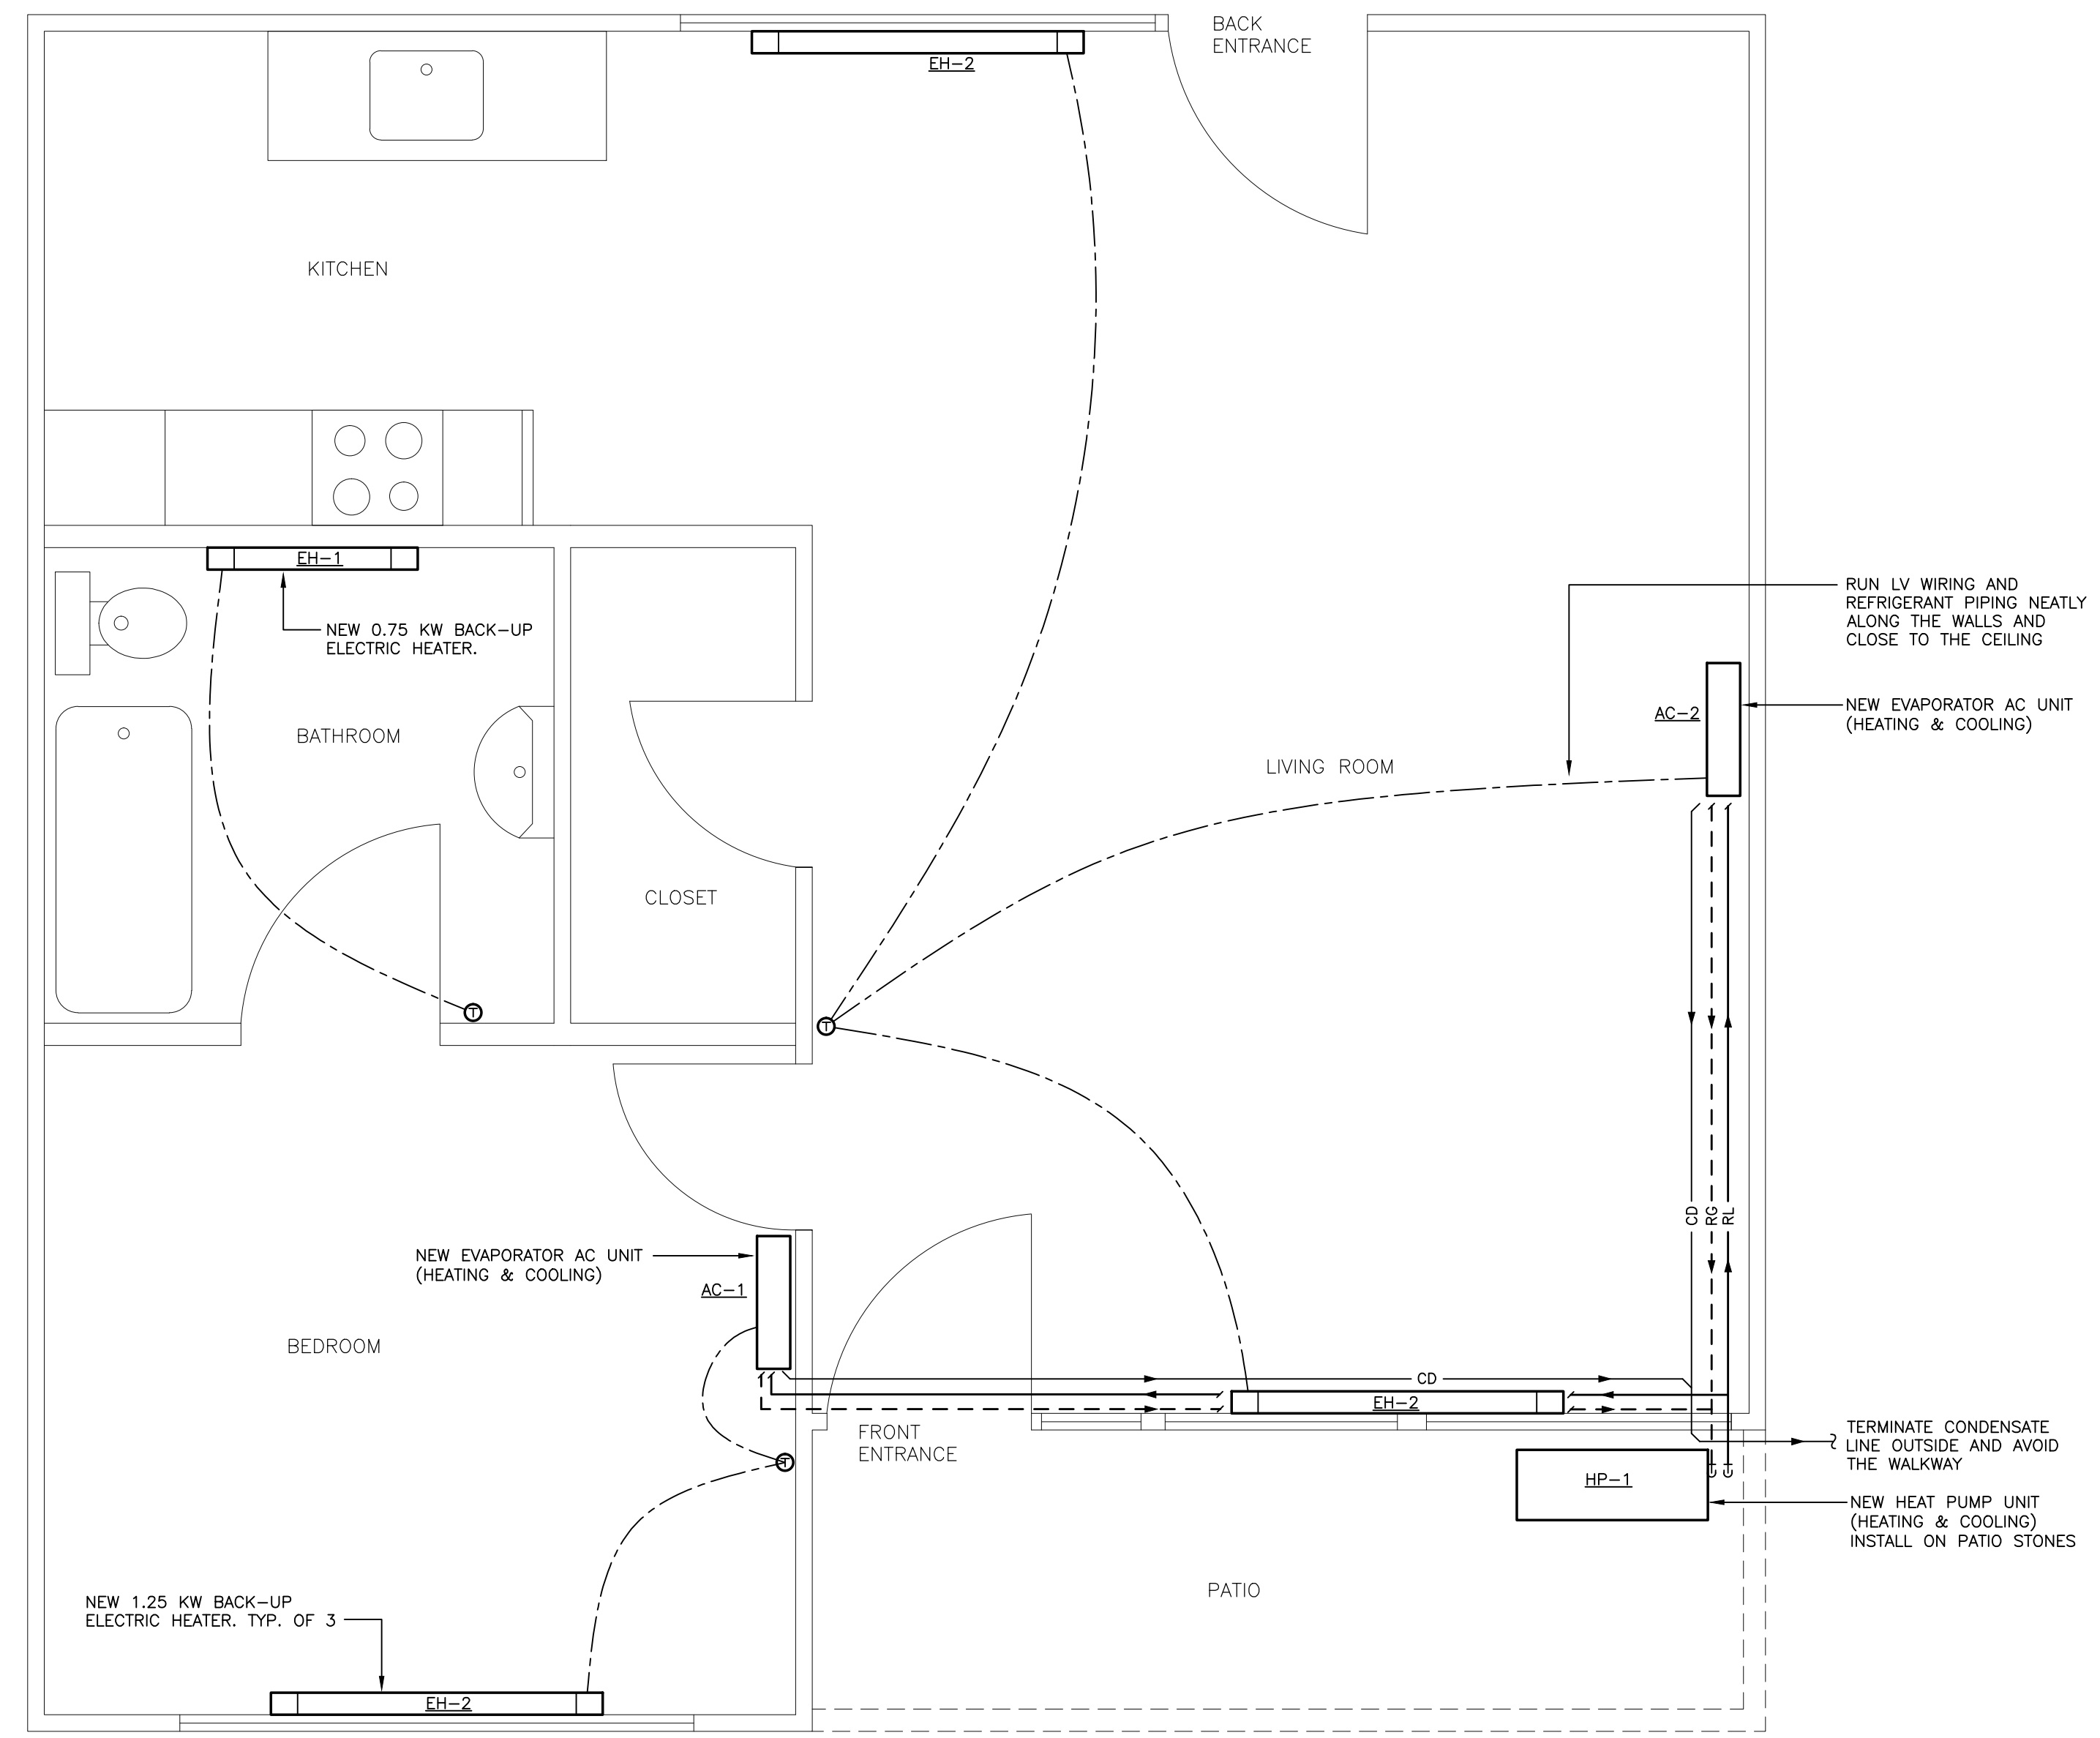 BACK
ENTRANCE
EH-2
KITCHEN
EH-1
NEW 0.75 KW BACK-UP
ELECTRIC HEATER.
RUN LV WIRING AND
REFRIGERANT PIPING NEATLY
ALONG THE WALLS AND
CLOSE TO THE CEILING
AC-2
NEW EVAPORATOR AC UNIT
(HEATING & COOLING)
BATHROOM
LIVING ROOM
CLOSET
T
T
CD
RG
RL
NEW EVAPORATOR AC UNIT
(HEATING & COOLING)
AC-1
BEDROOM
CD
EH-2
FRONT
ENTRANCE
TERMINATE CONDENSATE
LINE OUTSIDE AND AVOID
THE WALKWAY
T
HP-1
NEW HEAT PUMP UNIT
(HEATING & COOLING)
INSTALL ON PATIO STONES
PATIO
NEW 1.25 KW BACK-UP
ELECTRIC HEATER. TYP. OF 3
EH-2